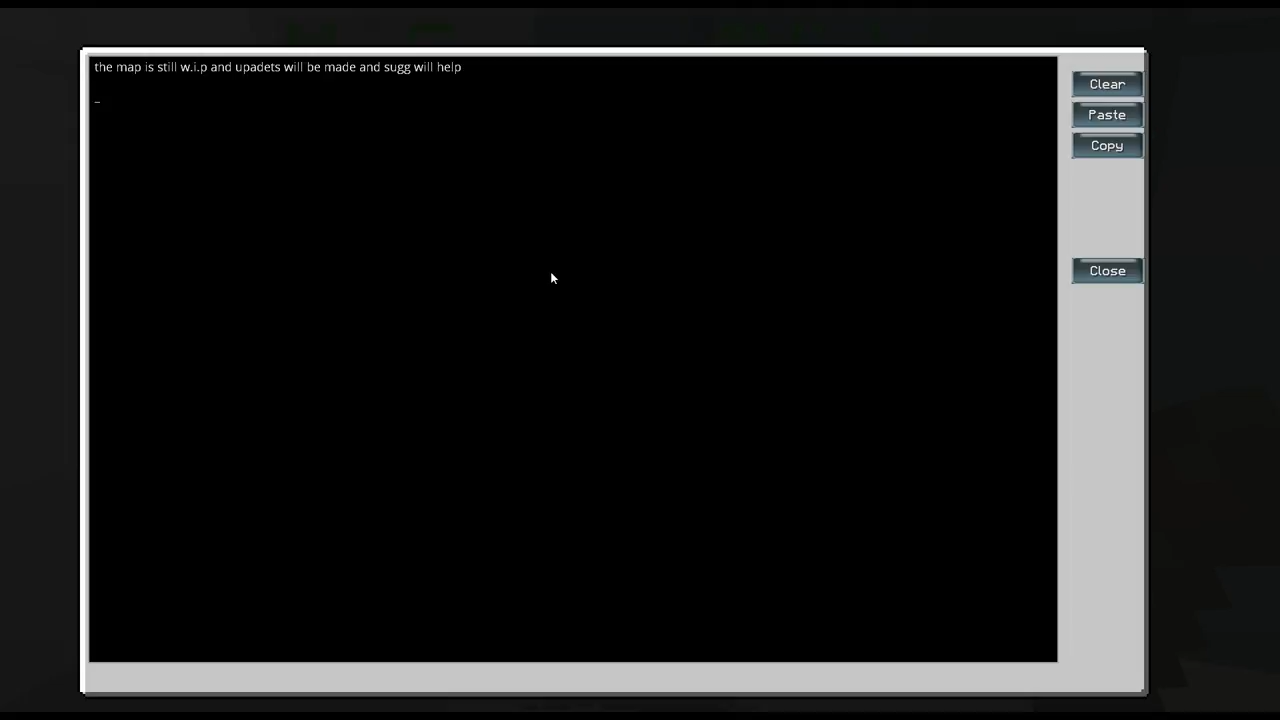 the map is still w.i.p and upadets will be made and sugg will help
_
Clear
Paste
Copy
Close